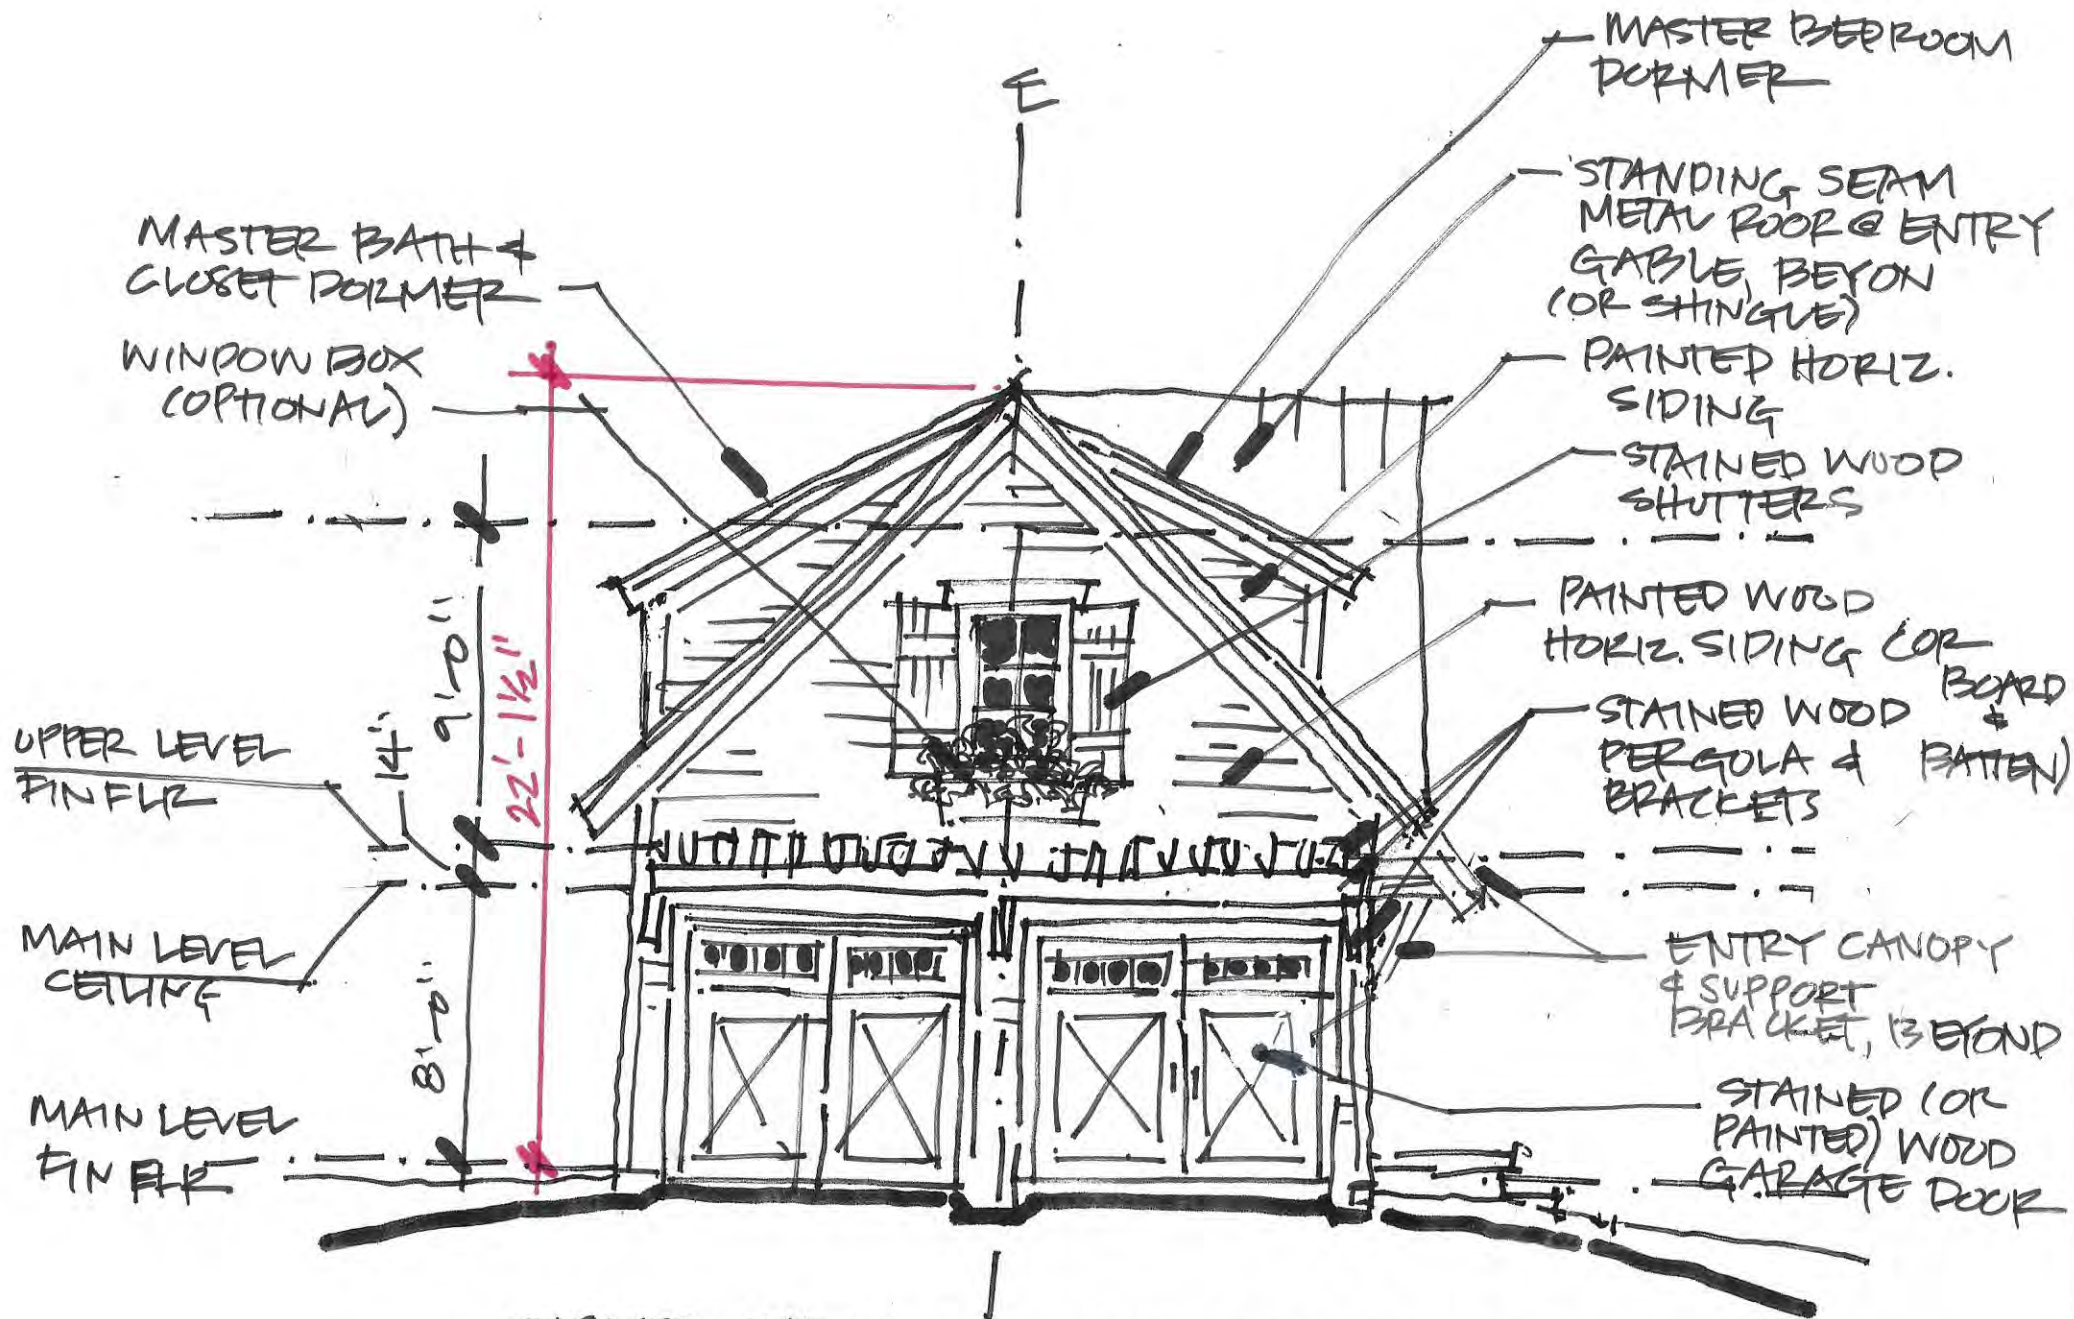 ℄
MASTER BEDROOM
DORMER
STANDING SEAM
METAL ROOF @ ENTRY
GABLE, BEYON
(OR SHINGLE)
PAINTED HORIZ.
SIDING
STAINED WOOD
SHUTTERS
PAINTED WOOD
HORIZ. SIDING (OR
BOARD
&
BATTEN)
STAINED WOOD
PERGOLA &
BRACKETS
ENTRY CANOPY
& SUPPORT
BRACKET, BEYOND
STAINED (OR
PAINTED) WOOD
GARAGE DOOR
MASTER BATH &
CLOSET DORMER
WINDOW BOX
(OPTIONAL)
9'-0"
22'-1½"
14"
UPPER LEVEL
FIN FLR
MAIN LEVEL
CEILING
8'-0"
MAIN LEVEL
FIN FLR